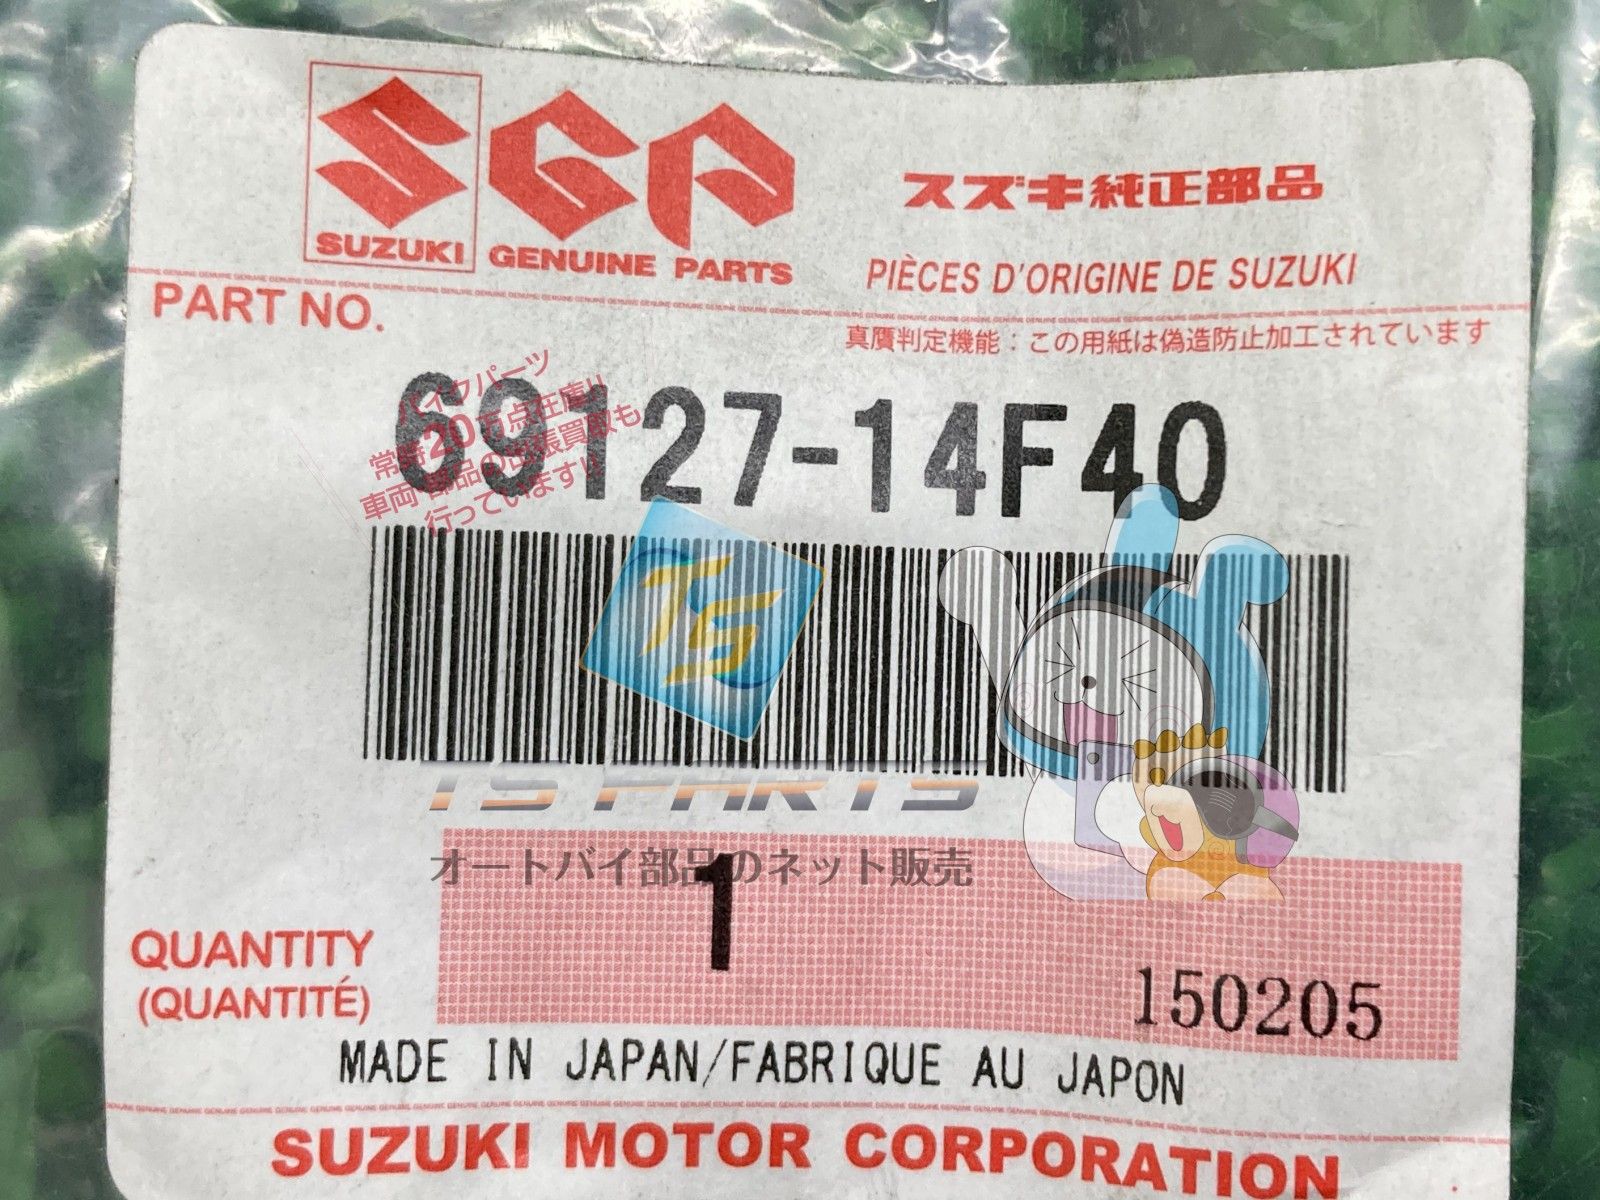 SUZUKI
GENUINE PARTS
スズキ純正部品
PIÈCES D'ORIGINE DE SUZUKI
PART NO.
真贋判定機能：この用紙は偽造防止加工されています
69127-14F40
バイクパーツ
常時20万点在庫!!
車両・部品の出張買取も
行っています!!
TS
TS PARTS
オートバイ部品のネット販売
1
QUANTITY
(QUANTITÉ)
150205
MADE IN JAPAN/FABRIQUE AU JAPON
SUZUKI MOTOR CORPORATION